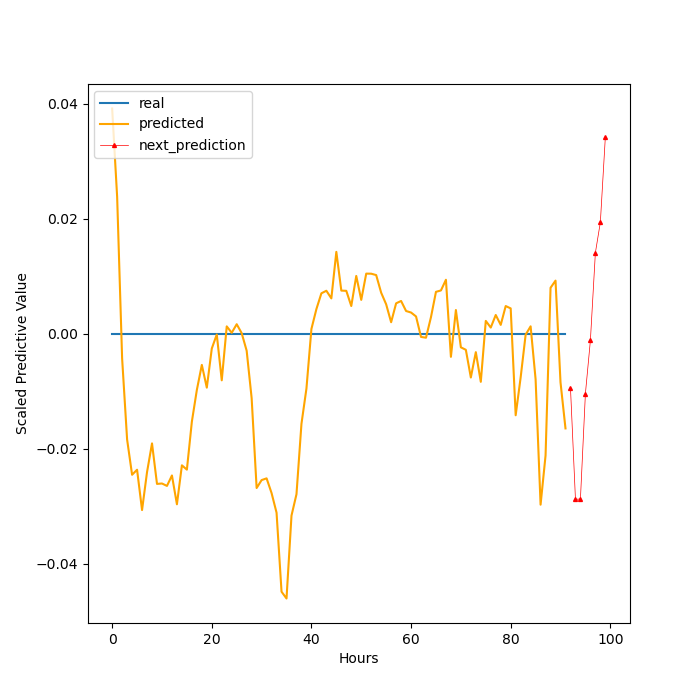 real
predicted
next_prediction
0.04
0.02
0.00
−0.02
−0.04
Scaled Predictive Value
0 20 40 60 80 100
Hours